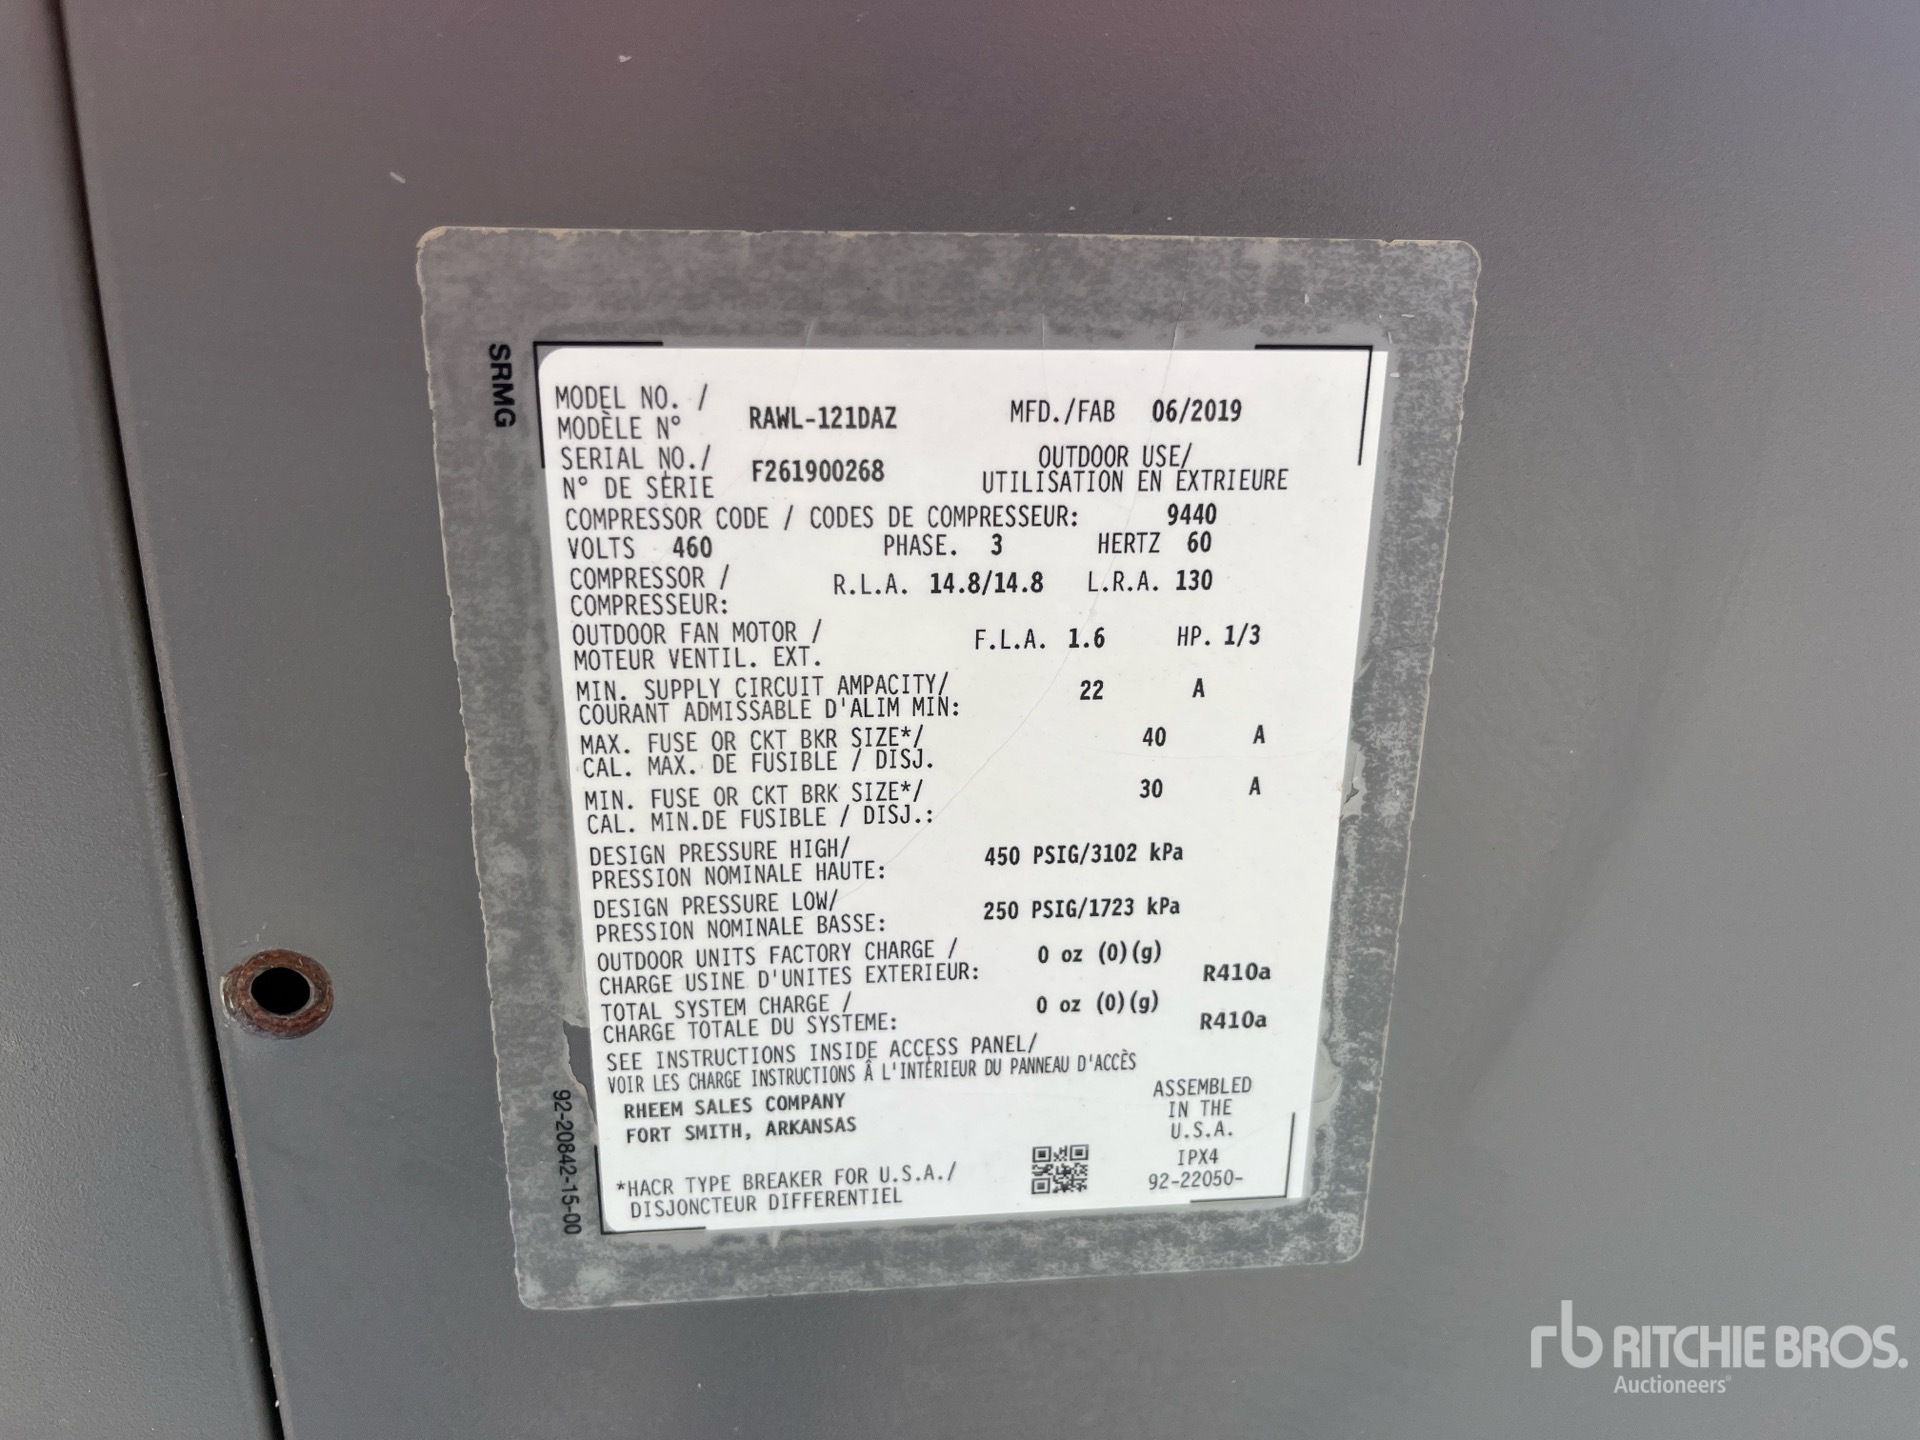 SRMG
MODEL NO. / RAWL-121DAZ MFD./FAB 06/2019
MODÈLE N°
SERIAL NO./ F261900268 OUTDOOR USE/
N° DE SÉRIE UTILISATION EN EXTRIEURE
COMPRESSOR CODE / CODES DE COMPRESSEUR: 9440
VOLTS 460 PHASE. 3 HERTZ 60
COMPRESSOR / R.L.A. 14.8/14.8 L.R.A. 130
COMPRESSEUR:
OUTDOOR FAN MOTOR / F.L.A. 1.6 HP. 1/3
MOTEUR VENTIL. EXT.
MIN. SUPPLY CIRCUIT AMPACITY/ 22 A
COURANT ADMISSABLE D'ALIM MIN:
MAX. FUSE OR CKT BKR SIZE*/ 40 A
CAL. MAX. DE FUSIBLE / DISJ.
MIN. FUSE OR CKT BRK SIZE*/ 30 A
CAL. MIN.DE FUSIBLE / DISJ.:
DESIGN PRESSURE HIGH/ 450 PSIG/3102 kPa
PRESSION NOMINALE HAUTE:
DESIGN PRESSURE LOW/ 250 PSIG/1723 kPa
PRESSION NOMINALE BASSE:
OUTDOOR UNITS FACTORY CHARGE / 0 oz (0)(g)
CHARGE USINE D'UNITES EXTERIEUR: R410a
TOTAL SYSTEM CHARGE / 0 oz (0)(g)
CHARGE TOTALE DU SYSTEME: R410a
SEE INSTRUCTIONS INSIDE ACCESS PANEL/
VOIR LES CHARGE INSTRUCTIONS Â L'INTÉRIEUR DU PANNEAU D'ACCÈS
RHEEM SALES COMPANY
FORT SMITH, ARKANSAS
ASSEMBLED
IN THE
U.S.A.
IPX4
92-22050-
*HACR TYPE BREAKER FOR U.S.A./
DISJONCTEUR DIFFERENTIEL
92-20842-15-00
rb RITCHIE BROS.
Auctioneers